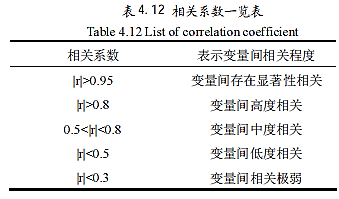 表4.12 相关系数一览表
Table 4.12 List of correlation coefficient
相关系数 表示变量间相关程度
|r|>0.95 变量间存在显著性相关
|r|>0.8 变量间高度相关
0.5<|r|<0.8 变量间中度相关
|r|<0.5 变量间低度相关
|r|<0.3 变量间相关极弱